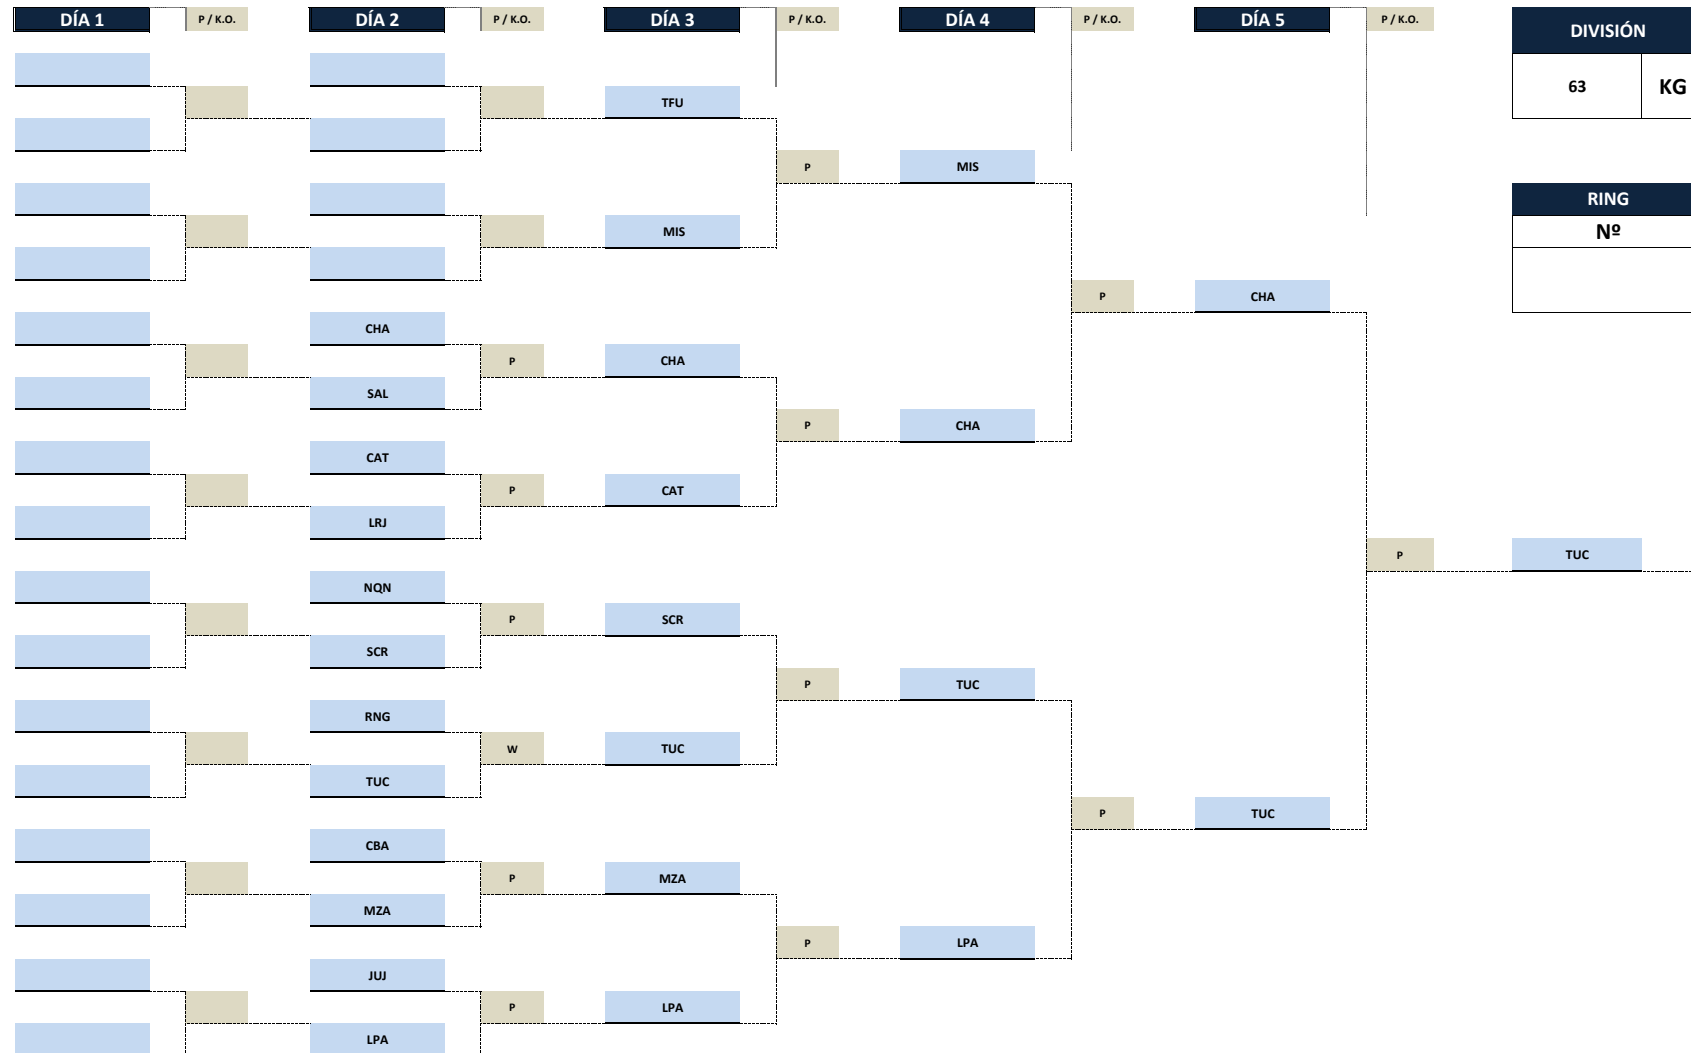 DÍA 1 P / K.O. DÍA 2 P / K.O. DÍA 3 P / K.O. DÍA 4 P / K.O. DÍA 5 P / K.O. DIVISIÓN
63 KG
TFU
P MIS
RING
MIS
Nº
P CHA
CHA
P CHA
SAL
P CHA
CAT
P CAT
LRJ
P TUC
NQN
P SCR
SCR
P TUC
RNG
W TUC
TUC
P TUC
CBA
P MZA
MZA
P LPA
JUJ
P LPA
LPA